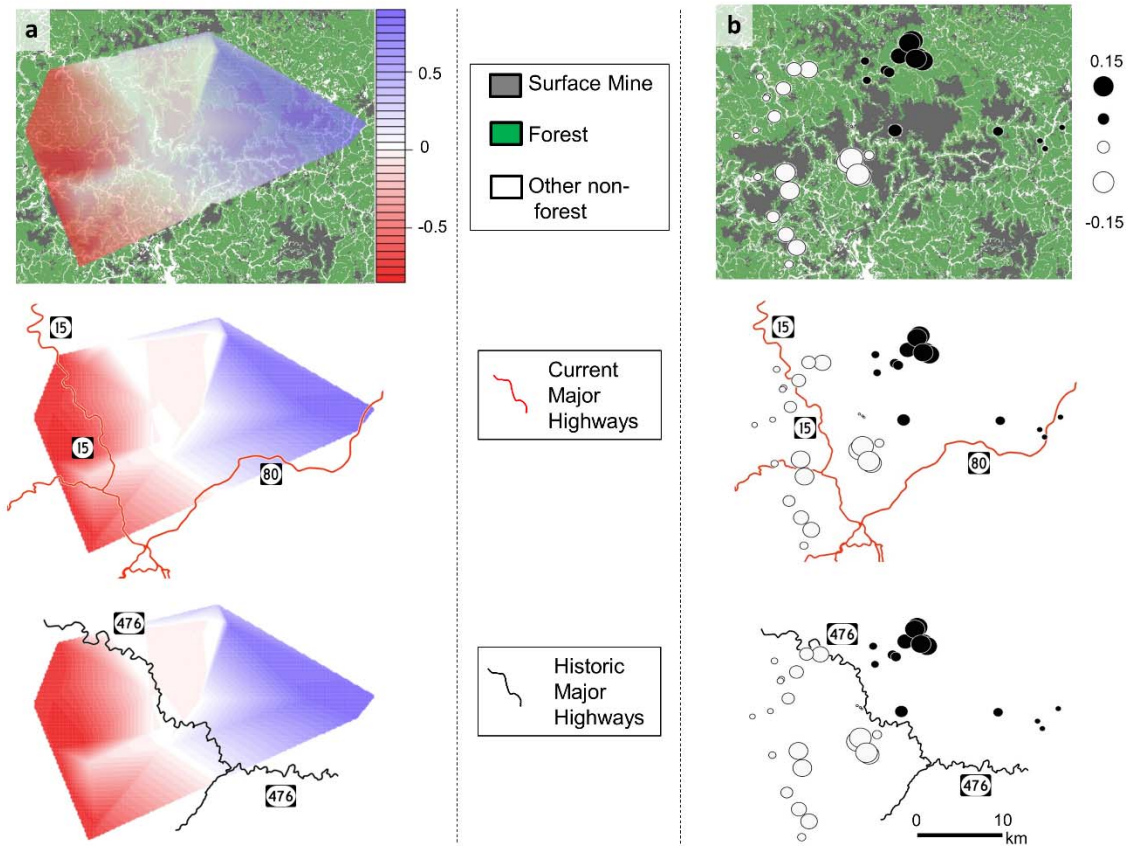 a
0.5
0
-0.5
Surface Mine
Forest
Other non-
forest
b
0.15
-0.15
15
15
80
Current
Major
Highways
15
15
80
476
476
Historic
Major
Highways
476
476
0 10
km